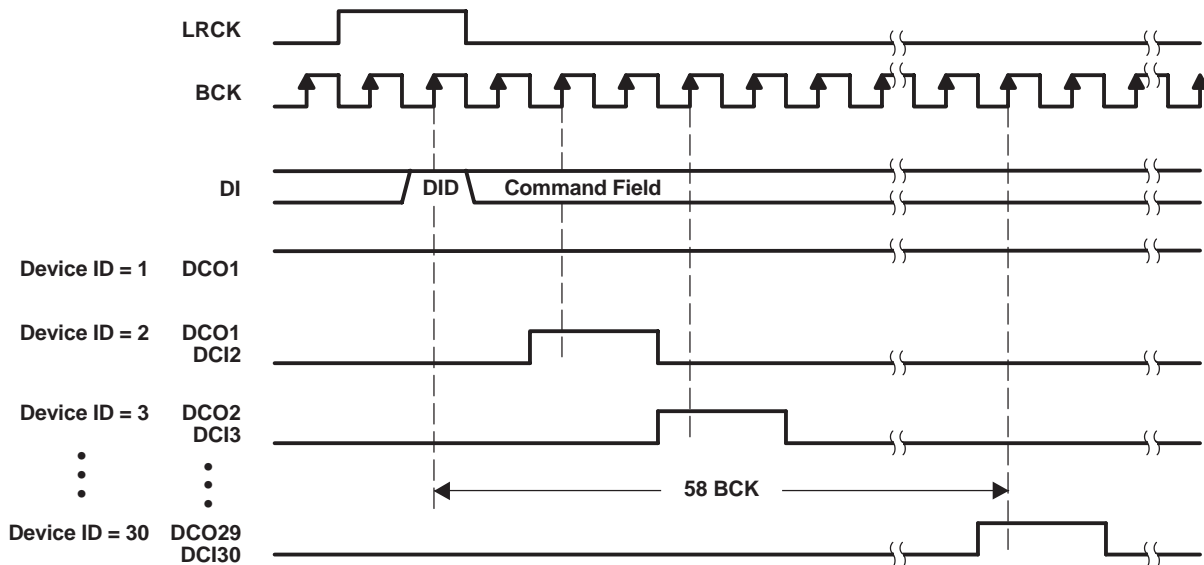 LRCK
BCK
DI
DID
Command Field
Device ID = 1 DCO1
Device ID = 2 DCO1
DCI2
Device ID = 3 DCO2
DCI3
58 BCK
Device ID = 30 DCO29
DCI30